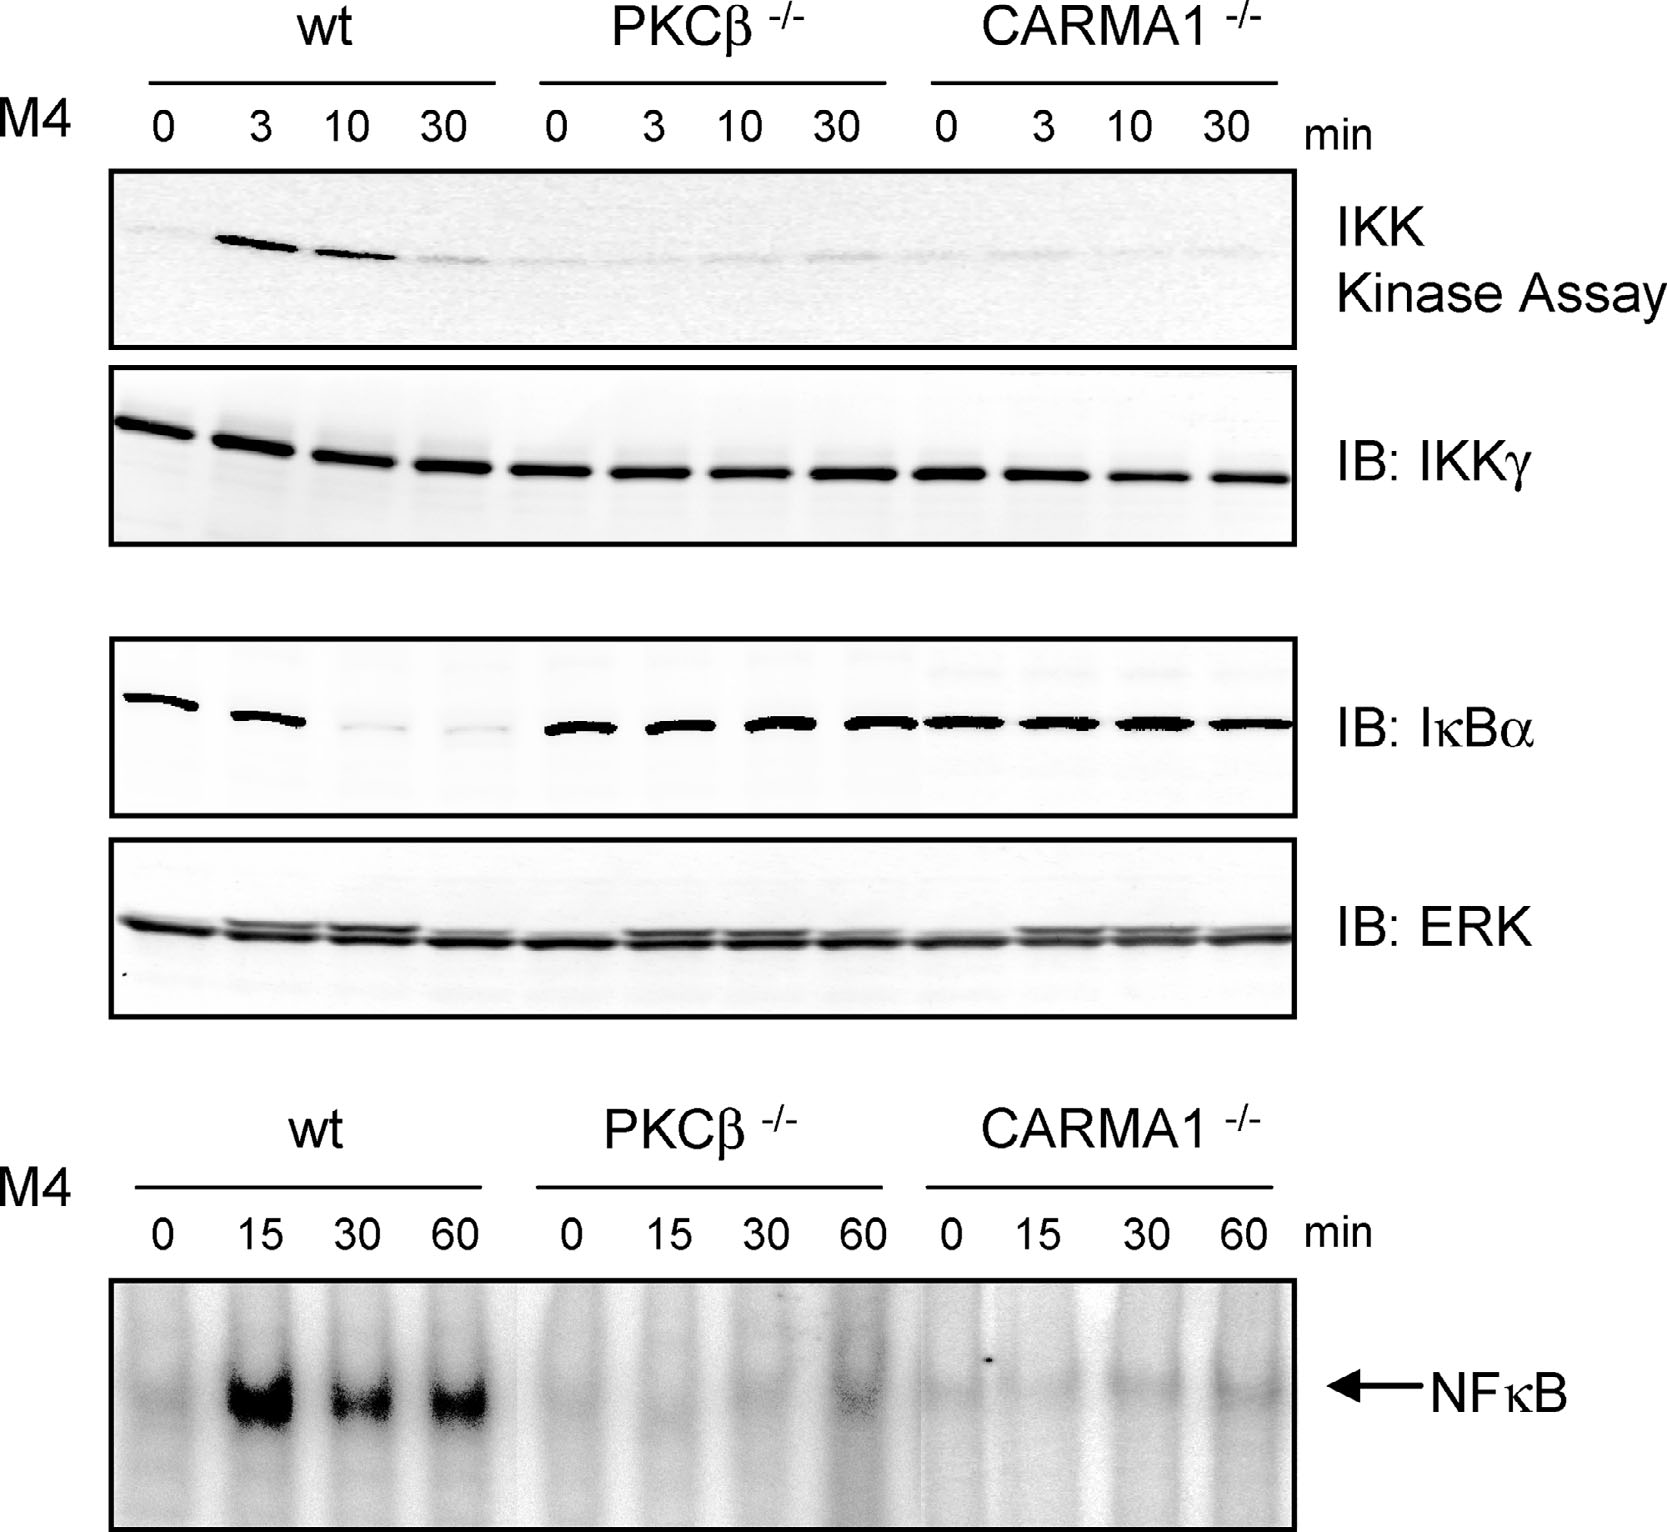 wt PKCβ -/- CARMA1 -/-
M4 0 3 10 30 0 3 10 30 0 3 10 30 min
IKK
Kinase Assay
IB: IKKγ
IB: IκBα
IB: ERK
wt PKCβ -/- CARMA1 -/-
M4 0 15 30 60 0 15 30 60 0 15 30 60 min
NFκB